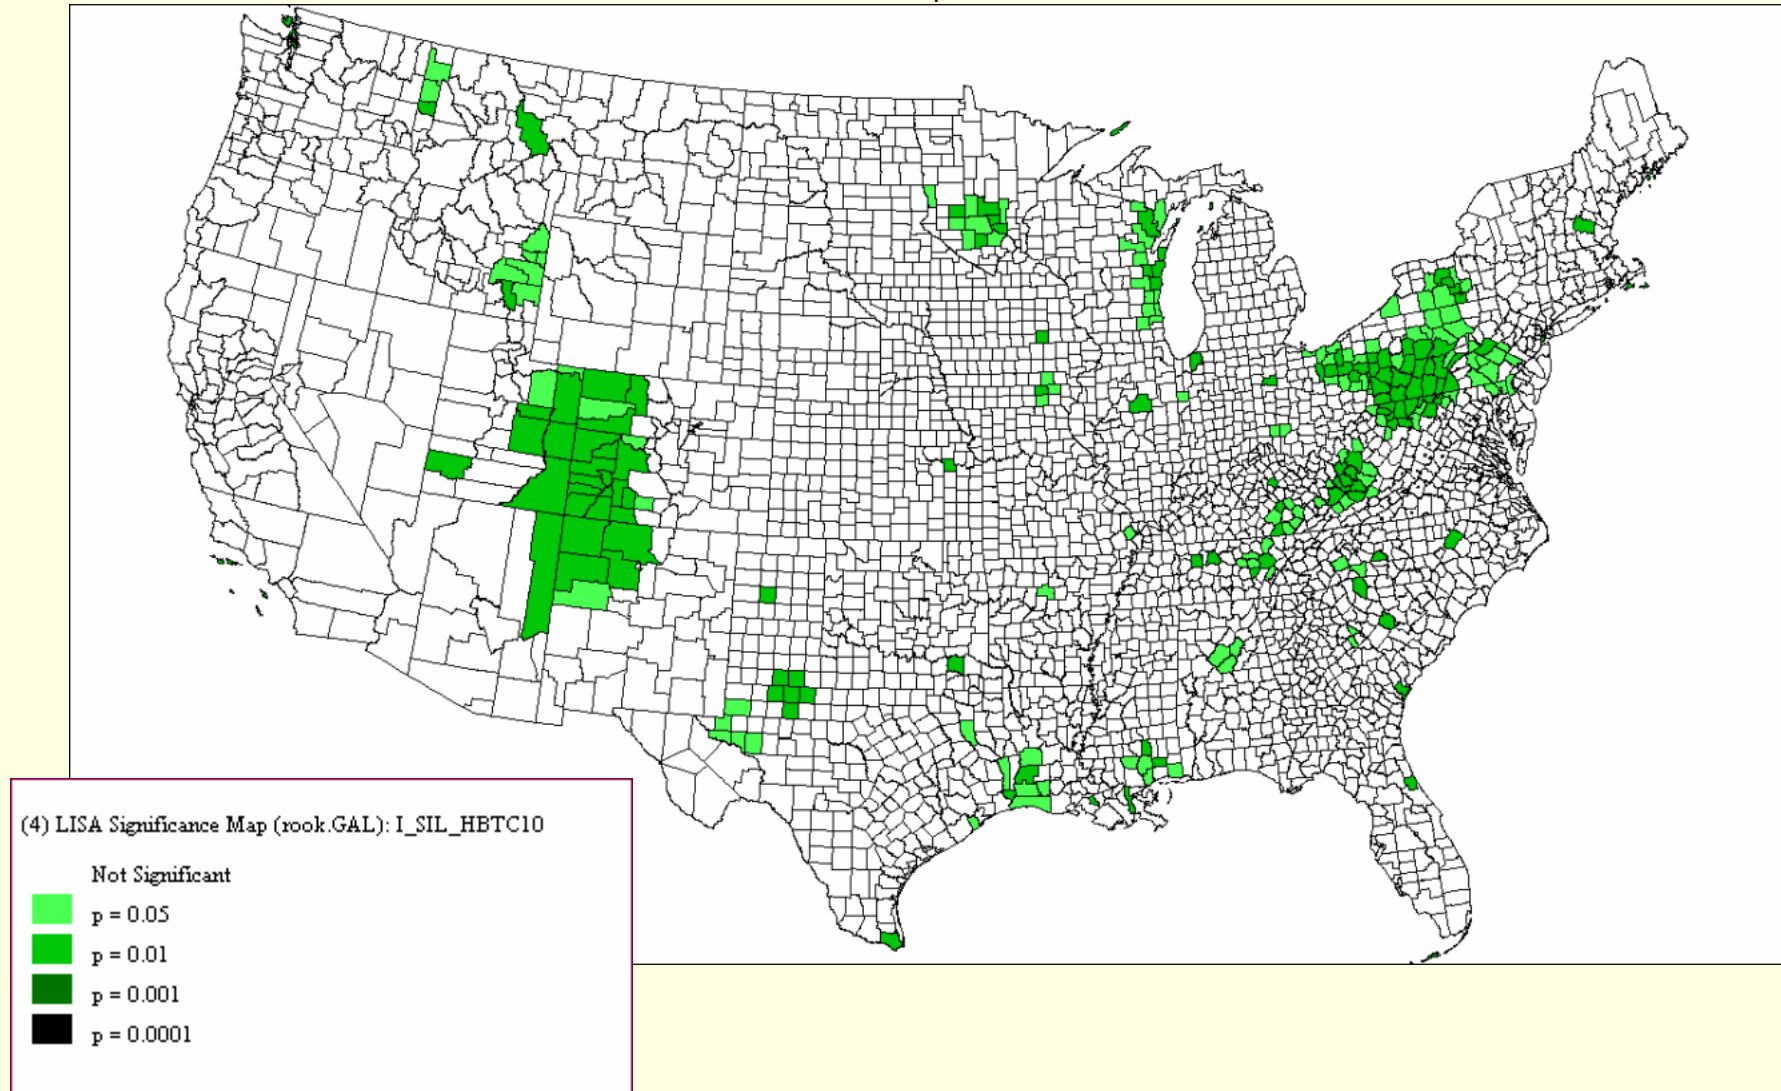 (4) LISA Significance Map (rook.GAL): I_SIL_HBTC10
Not Significant
p = 0.05
p = 0.01
p = 0.001
p = 0.0001